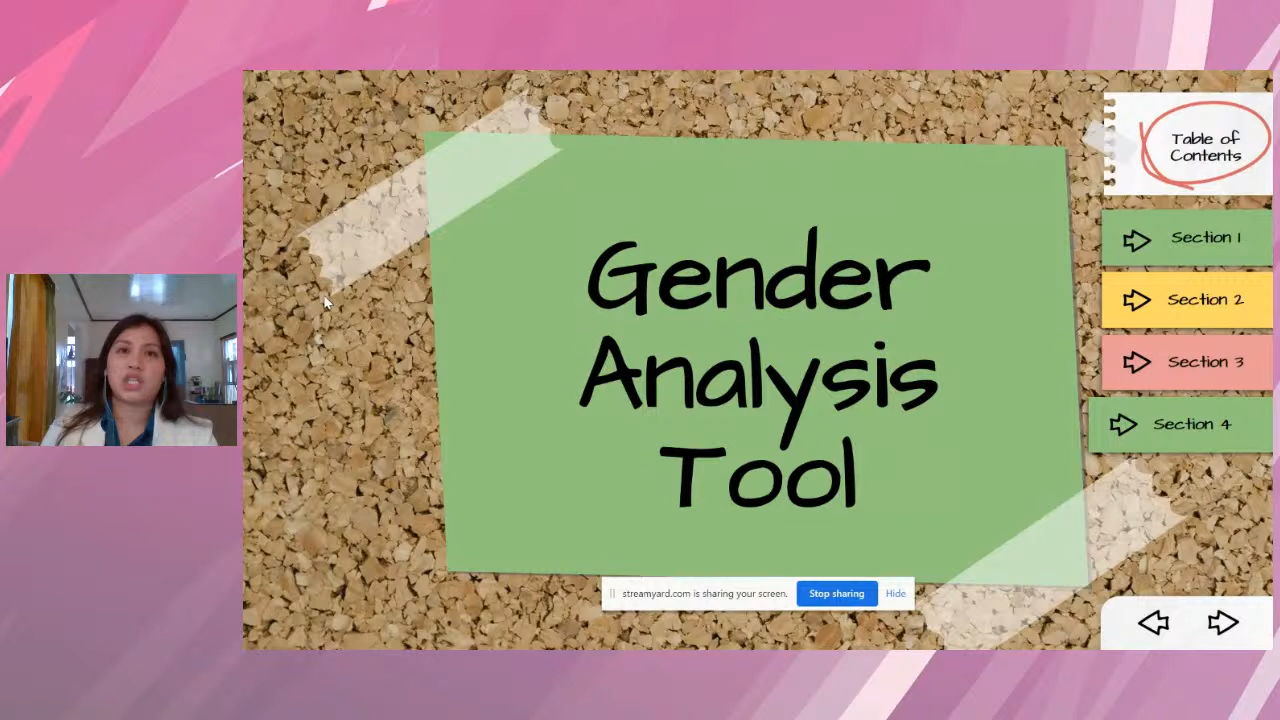 Gender
Analysis
Tool
Table of
Contents
Section 1
Section 2
Section 3
Section 4
streamyard.com is sharing your screen.
Stop sharing
Hide